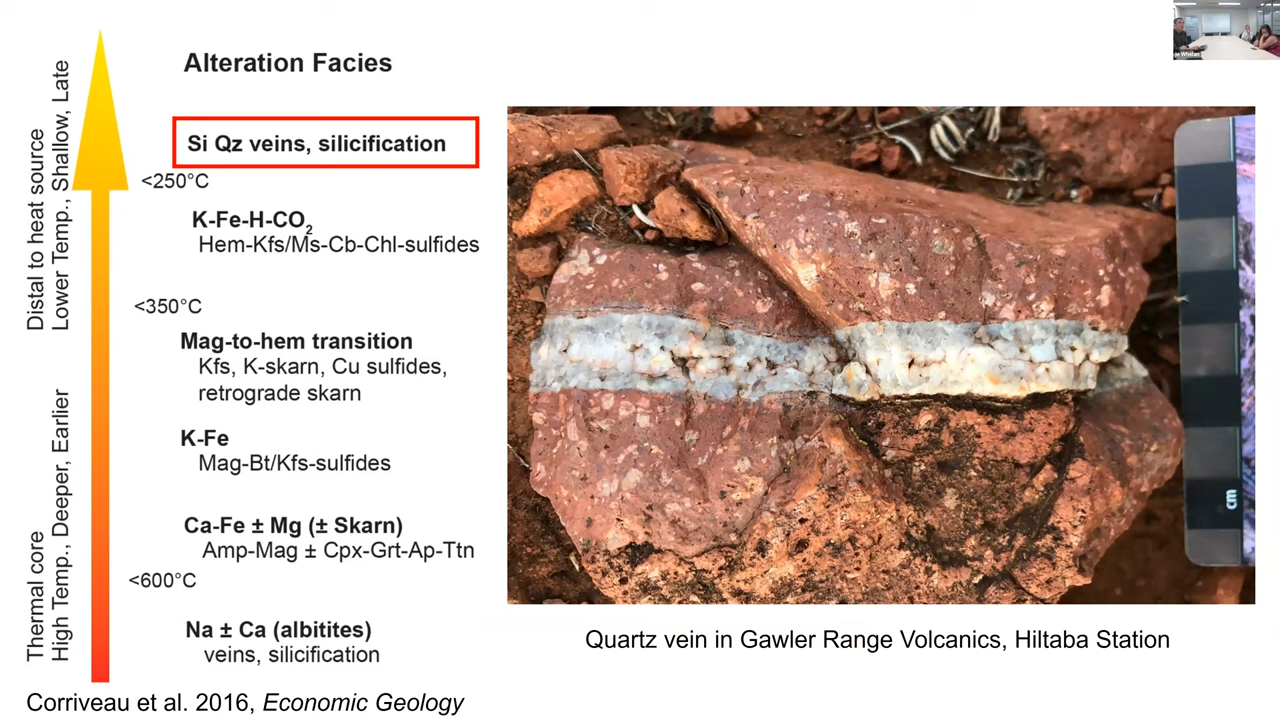 Alteration Facies
Si Qz veins, silicification
<250°C
K-Fe-H-CO₂
Hem-Kfs/Ms-Cb-Chl-sulfides
<350°C
Mag-to-hem transition
Kfs, K-skarn, Cu sulfides,
retrograde skarn
K-Fe
Mag-Bt/Kfs-sulfides
Ca-Fe ± Mg (± Skarn)
Amp-Mag ± Cpx-Grt-Ap-Ttn
<600°C
Na ± Ca (albitites)
veins, silicification
Distal to heat source
Lower Temp., Shallow, Late
Thermal core
High Temp., Deeper, Earlier
Corriveau et al. 2016, Economic Geology
cm
Quartz vein in Gawler Range Volcanics, Hiltaba Station
Whelan